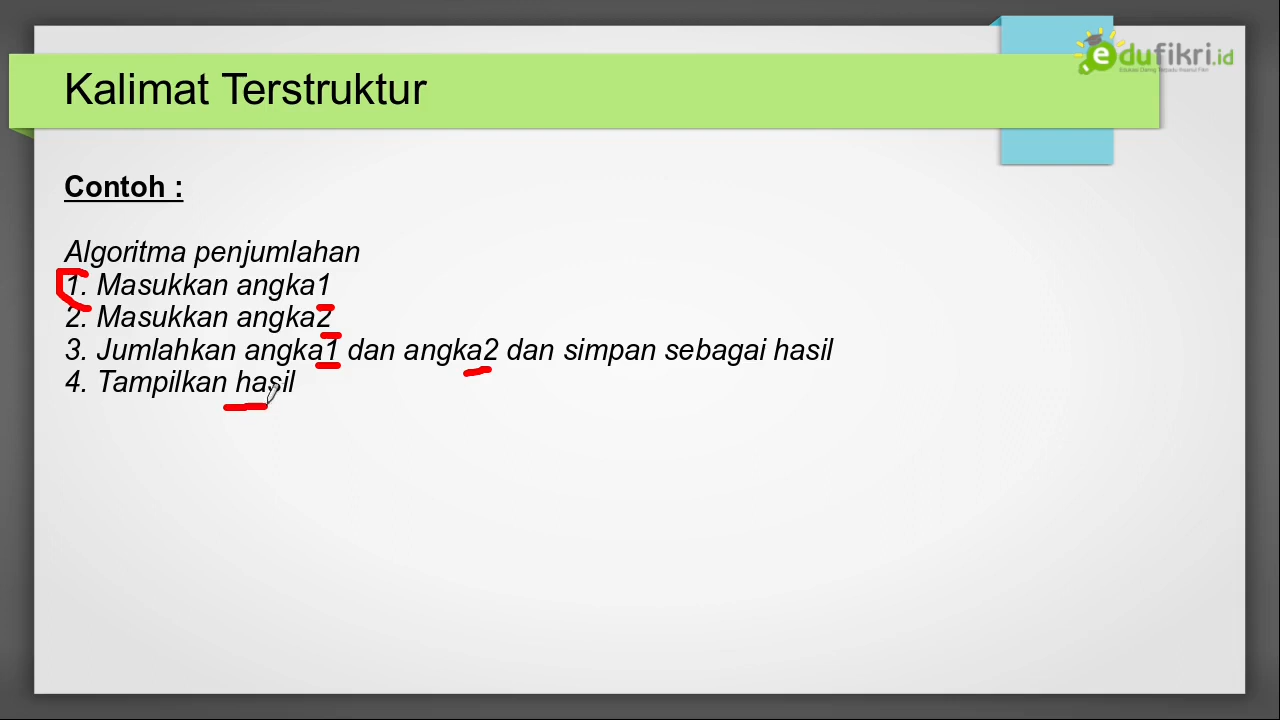 edufikri.id
Kalimat Terstruktur
Contoh :
Algoritma penjumlahan
1. Masukkan angka1
2. Masukkan angka2
3. Jumlahkan angka1 dan angka2 dan simpan sebagai hasil
4. Tampilkan hasil